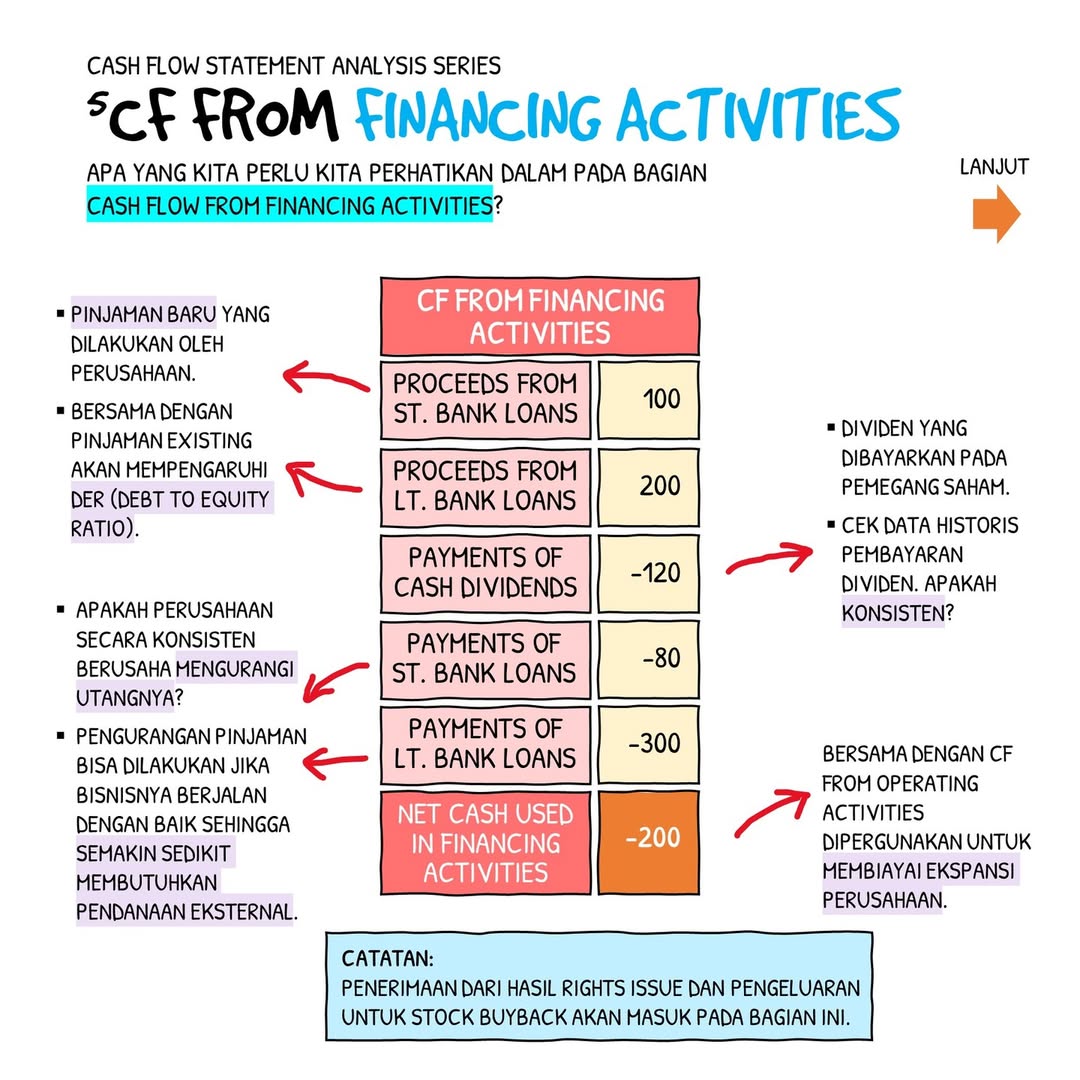 CASH FLOW STATEMENT ANALYSIS SERIES
5CF FROM FINANCING ACTIVITIES
APA YANG KITA PERLU KITA PERHATIKAN DALAM PADA BAGIAN
CASH FLOW FROM FINANCING ACTIVITIES?
LANJUT
▪ PINJAMAN BARU YANG
DILAKUKAN OLEH
PERUSAHAAN.
▪ BERSAMA DENGAN
PINJAMAN EXISTING
AKAN MEMPENGARUHI
DER (DEBT TO EQUITY
RATIO).
▪ APAKAH PERUSAHAAN
SECARA KONSISTEN
BERUSAHA MENGURANGI
UTANGNYA?
▪ PENGURANGAN PINJAMAN
BISA DILAKUKAN JIKA
BISNISNYA BERJALAN
DENGAN BAIK SEHINGGA
SEMAKIN SEDIKIT
MEMBUTUHKAN
PENDANAAN EKSTERNAL.
CF FROM FINANCING
ACTIVITIES
PROCEEDS FROM
ST. BANK LOANS
100
PROCEEDS FROM
LT. BANK LOANS
200
PAYMENTS OF
CASH DIVIDENDS
-120
PAYMENTS OF
ST. BANK LOANS
-80
PAYMENTS OF
LT. BANK LOANS
-300
NET CASH USED
IN FINANCING
ACTIVITIES
-200
▪ DIVIDEN YANG
DIBAYARKAN PADA
PEMEGANG SAHAM.
▪ CEK DATA HISTORIS
PEMBAYARAN
DIVIDEN. APAKAH
KONSISTEN?
BERSAMA DENGAN CF
FROM OPERATING
ACTIVITIES
DIPERGUNAKAN UNTUK
MEMBIAYAI EKSPANSI
PERUSAHAAN.
CATATAN:
PENERIMAAN DARI HASIL RIGHTS ISSUE DAN PENGELUARAN
UNTUK STOCK BUYBACK AKAN MASUK PADA BAGIAN INI.